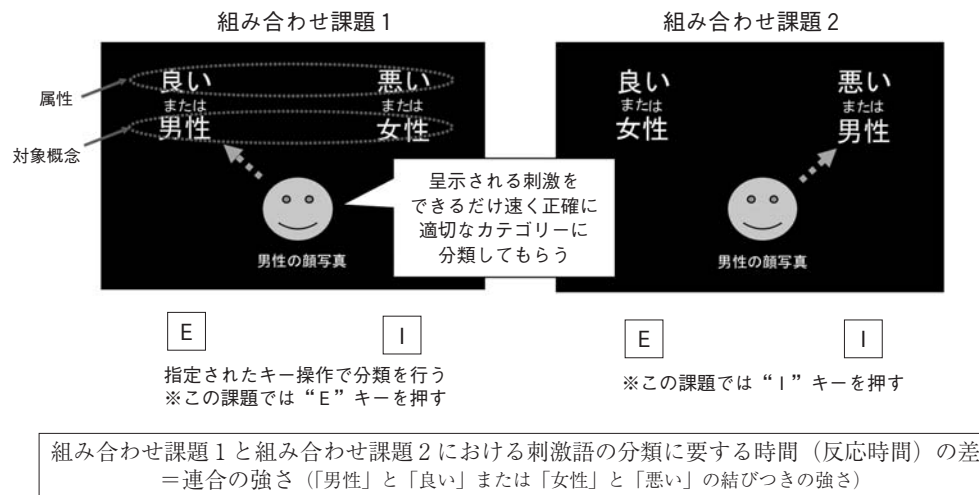 組み合わせ課題1
属性
対象概念
良い
または
男性
悪い
または
女性
呈示される刺激を
できるだけ速く正確に
適切なカテゴリーに
分類してもらう
男性の顔写真
E
I
指定されたキー操作で分類を行う
※この課題では“E”キーを押す
組み合わせ課題2
良い
または
女性
悪い
または
男性
男性の顔写真
E
I
※この課題では“I”キーを押す
組み合わせ課題1と組み合わせ課題2における刺激語の分類に要する時間（反応時間）の差
＝連合の強さ（「男性」と「良い」または「女性」と「悪い」の結びつきの強さ）